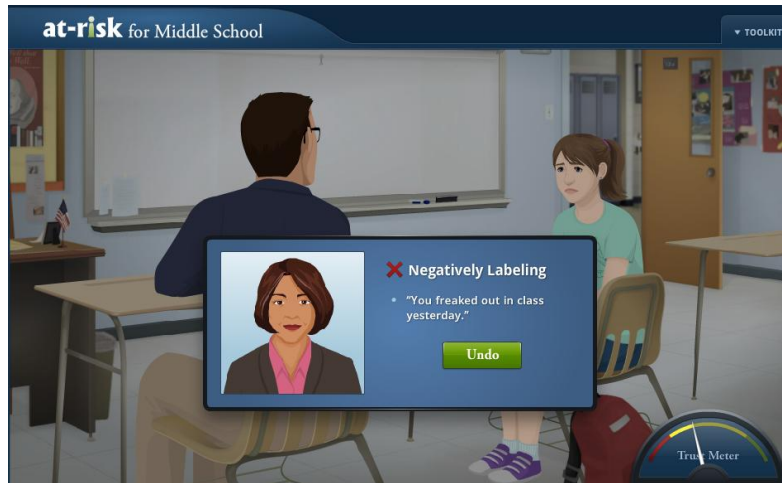 at-risk for Middle School
▼ TOOLKIT
✗ Negatively Labeling
• “You freaked out in class
yesterday.”
Undo
Trust Meter